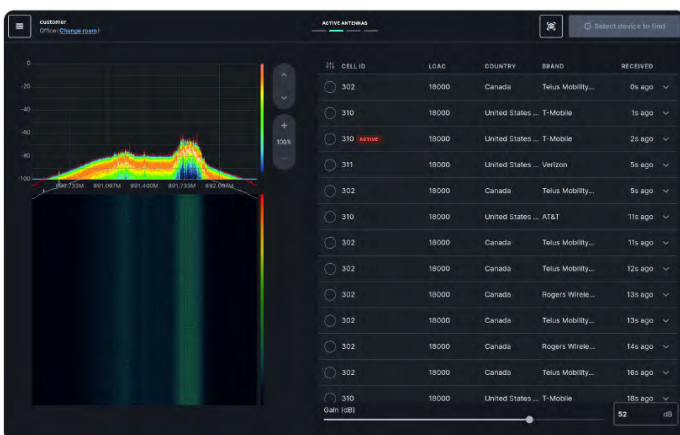 customer
Office (Change room)
ACTIVE ANTENNAS
Select device to find
0
-20
-40
-60
-80
-100
890.733M 891.067M 891.400M 891.733M 892.067M
100%
CELL ID LCAC COUNTRY BRAND RECEIVED
302 18000 Canada Telus Mobility... 0s ago
310 18000 United States ... T-Mobile 1s ago
310 ACTIVE 18000 United States ... T-Mobile 2s ago
311 18000 United States ... Verizon 5s ago
302 18000 Canada Telus Mobility... 5s ago
310 18000 United States ... AT&T 11s ago
302 18000 Canada Telus Mobility... 11s ago
302 18000 Canada Telus Mobility... 12s ago
302 18000 Canada Rogers Wirele... 13s ago
302 18000 Canada Telus Mobility... 13s ago
302 18000 Canada Rogers Wirele... 14s ago
302 18000 Canada Telus Mobility... 16s ago
310 18000 United States ... T-Mobile 18s ago
Gain (dB)
52 dB